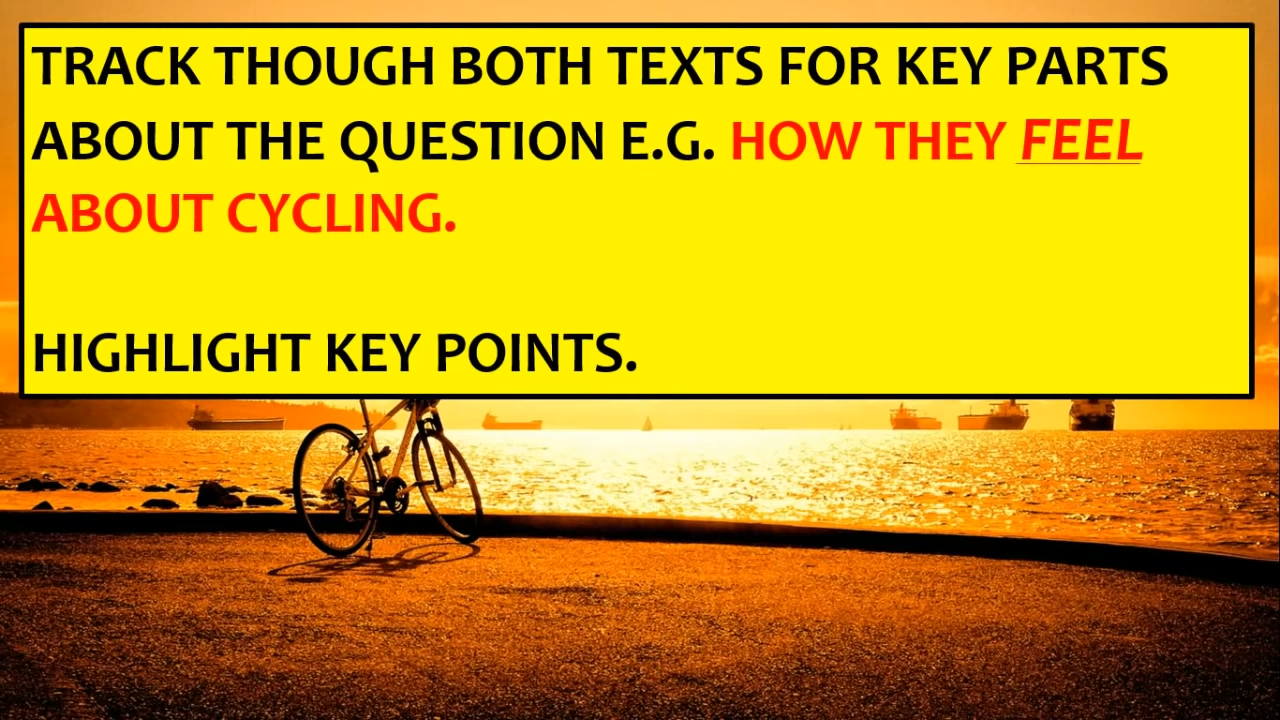 TRACK THOUGH BOTH TEXTS FOR KEY PARTS
ABOUT THE QUESTION E.G. HOW THEY FEEL
ABOUT CYCLING.
HIGHLIGHT KEY POINTS.